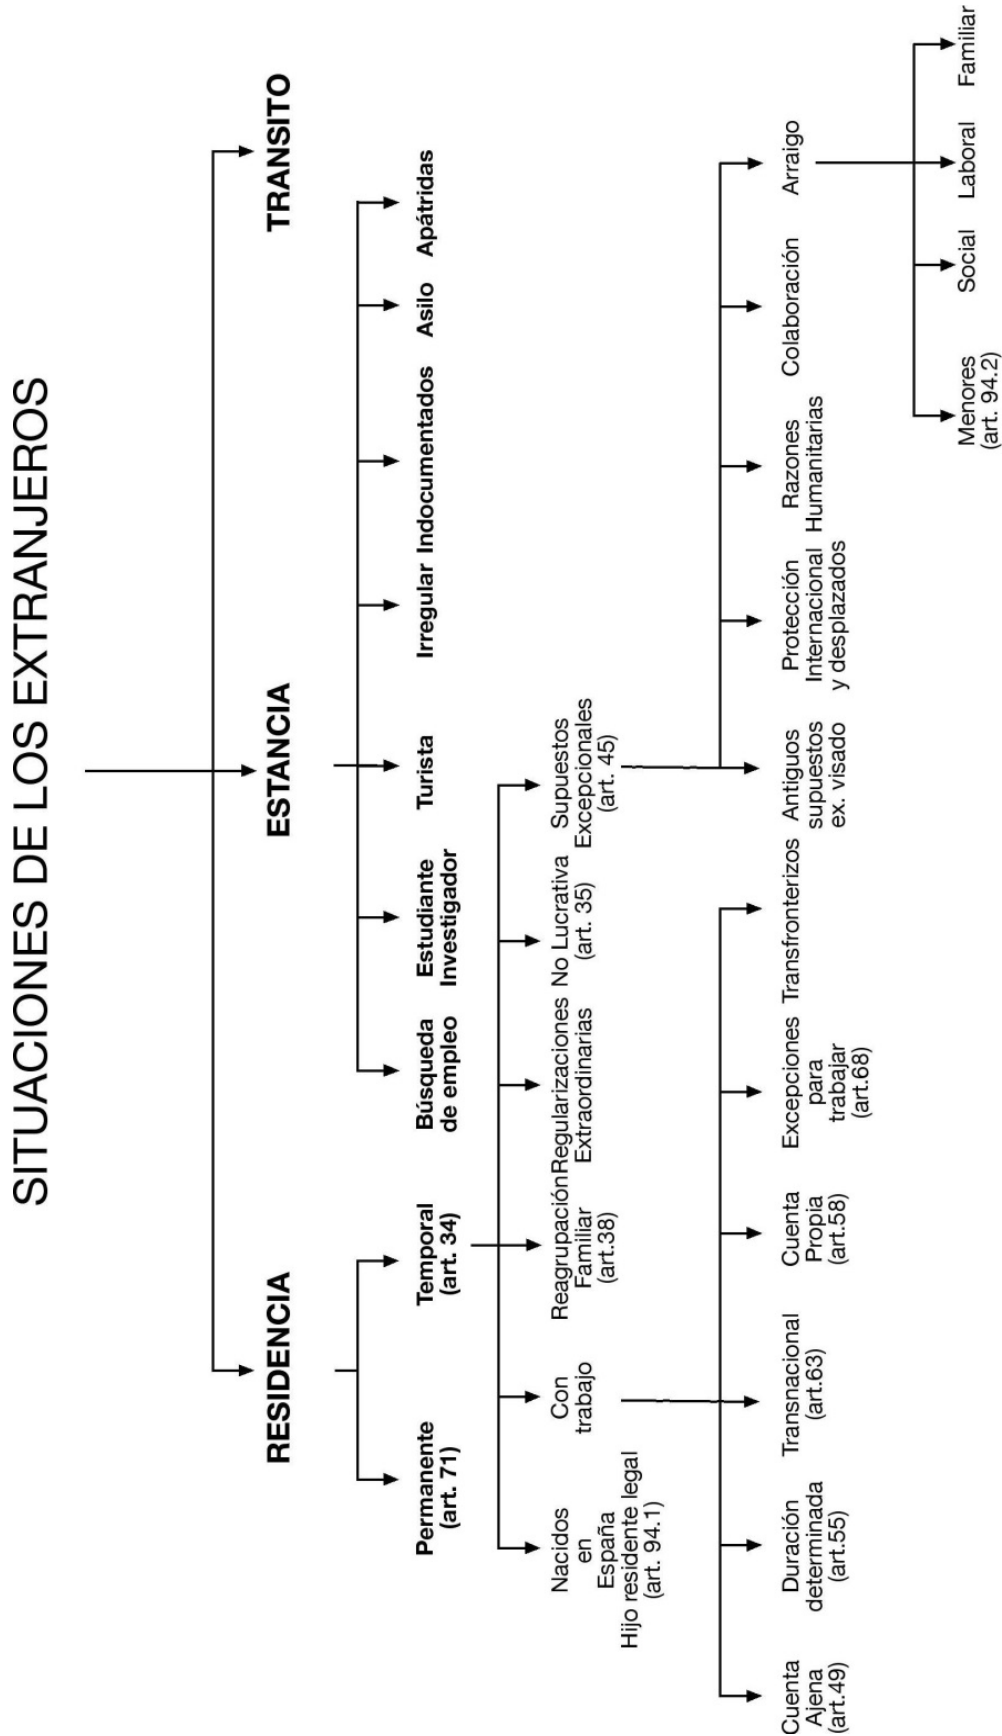 SITUACIONES DE LOS EXTRANJEROS
RESIDENCIA
ESTANCIA
TRANSITO
Permanente
(art. 71)
Temporal
(art. 34)
Búsqueda
de empleo
Estudiante
Investigador
Turista
Irregular
Indocumentados
Asilo
Apátridas
Nacidos
en
España
Hijo residente legal
(art. 94.1)
Con
trabajo
Reagrupación
Familiar
(art.38)
Regularizaciones
Extraordinarias
No Lucrativa
(art. 35)
Supuestos
Excepcionales
(art. 45)
Cuenta
Ajena
(art.49)
Duración
determinada
(art.55)
Transnacional
(art.63)
Cuenta
Propia
(art.58)
Excepciones
para
trabajar
(art.68)
Transfronterizos
Antiguos
supuestos
ex. visado
Protección
Internacional
y desplazados
Razones
Humanitarias
Colaboración
Arraigo
Menores
(art. 94.2)
Social
Laboral
Familiar